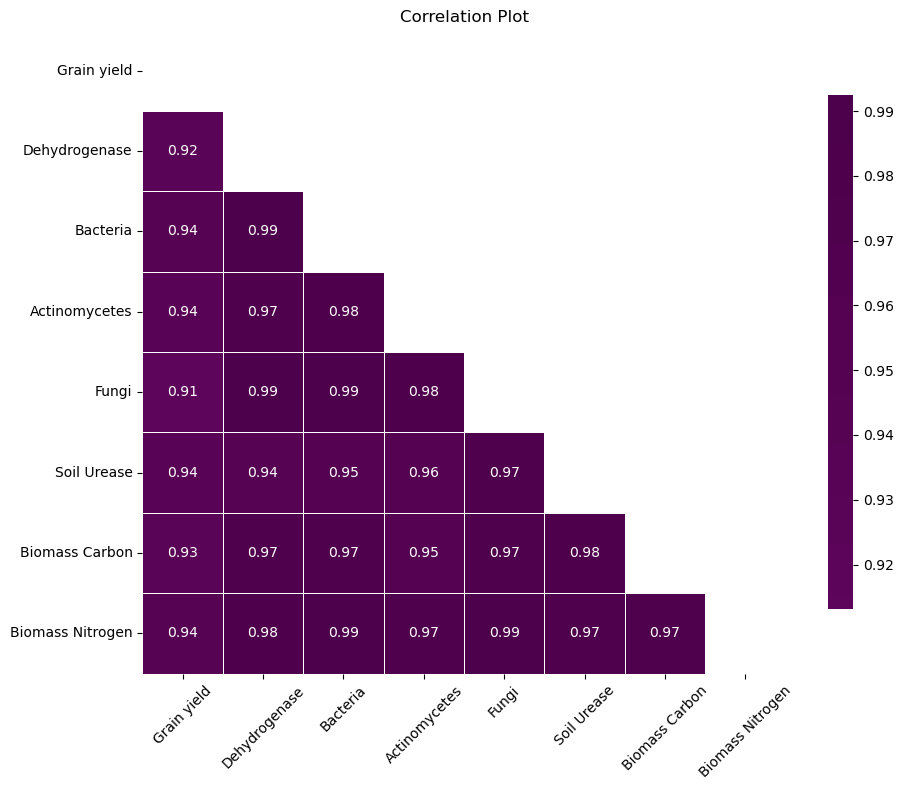 Correlation Plot
Grain yield
Dehydrogenase 0.92
Bacteria 0.94 0.99
Actinomycetes 0.94 0.97 0.98
Fungi 0.91 0.99 0.99 0.98
Soil Urease 0.94 0.94 0.95 0.96 0.97
Biomass Carbon 0.93 0.97 0.97 0.95 0.97 0.98
Biomass Nitrogen 0.94 0.98 0.99 0.97 0.99 0.97 0.97
Grain yield
Dehydrogenase
Bacteria
Actinomycetes
Fungi
Soil Urease
Biomass Carbon
Biomass Nitrogen
0.99
0.98
0.97
0.96
0.95
0.94
0.93
0.92